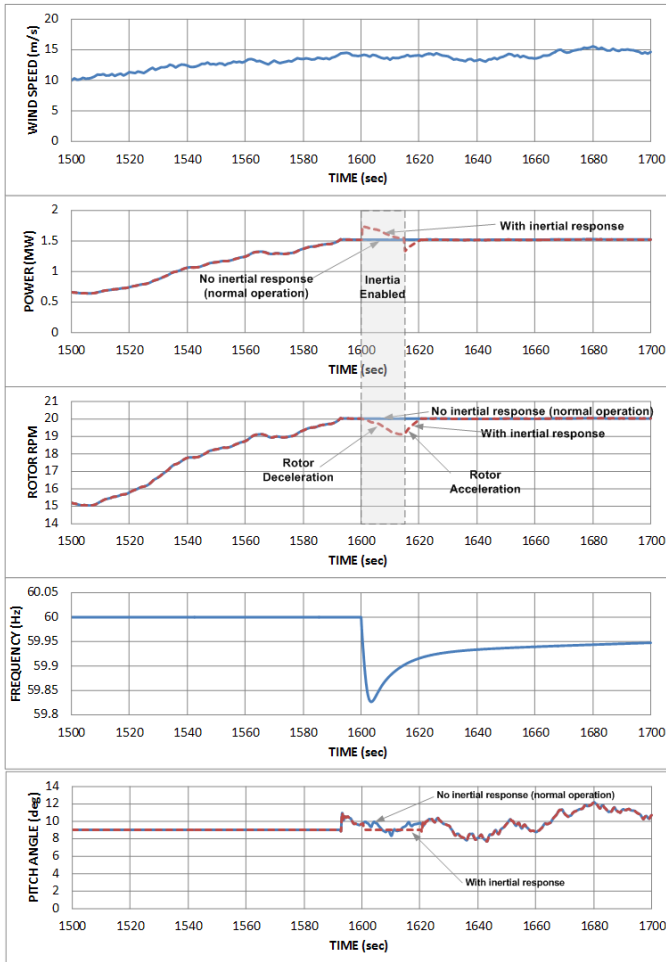 20
15
10
5
0
WIND SPEED (m/s)
1500 1520 1540 1560 1580 1600 1620 1640 1660 1680 1700
TIME (sec)
2
1.5
1
0.5
0
POWER (MW)
With inertial response
No inertial response
(normal operation)
Inertia
Enabled
1500 1520 1540 1560 1580 1600 1620 1640 1660 1680 1700
TIME (sec)
21
20
19
18
17
16
15
14
ROTOR RPM
No inertial response (normal operation)
With inertial response
Rotor
Deceleration
Rotor
Acceleration
1500 1520 1540 1560 1580 1600 1620 1640 1660 1680 1700
TIME (sec)
60.05
60
59.95
59.9
59.85
59.8
FREQUENCY (Hz)
1500 1520 1540 1560 1580 1600 1620 1640 1660 1680 1700
TIME (sec)
14
12
10
8
6
4
2
0
PITCH ANGLE (deg)
No inertial response (normal operation)
With inertial response
1500 1520 1540 1560 1580 1600 1620 1640 1660 1680 1700
TIME (sec)